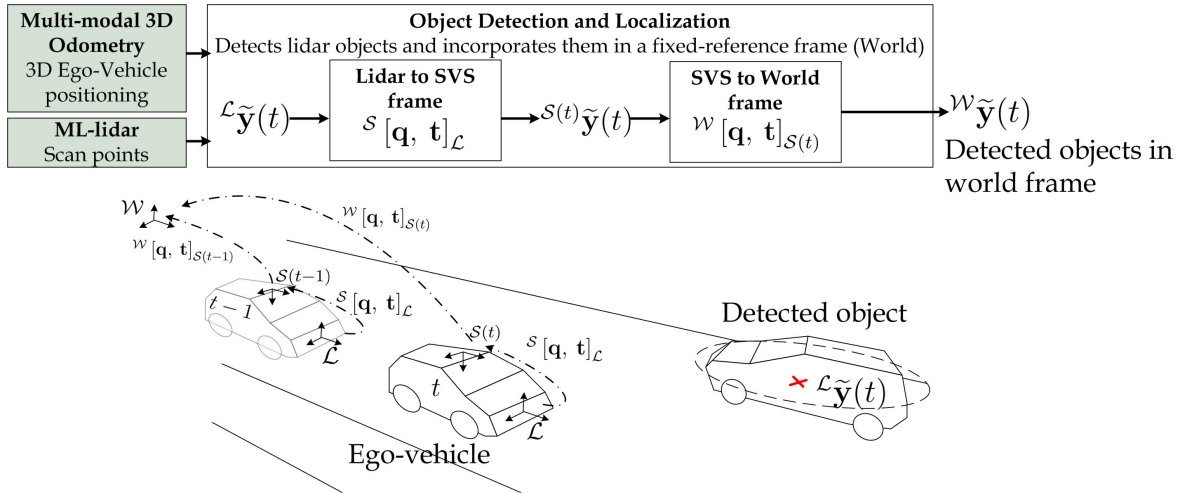 Multi-modal 3D
Odometry
3D Ego-Vehicle
positioning
ML-lidar
Scan points
Object Detection and Localization
Detects lidar objects and incorporates them in a fixed-reference frame (World)
ᴸỹ(t)
Lidar to SVS
frame
ˢ[q, t]ℒ
ˢ⁽ᵗ⁾ỹ(t)
SVS to World
frame
ᵂ[q, t]𝒮(t)
ᵂỹ(t)
Detected objects in
world frame
𝒲
ᵂ[q, t]𝒮(t)
ᵂ[q, t]𝒮(t−1)
𝒮(t−1)
t − 1
ˢ[q, t]ℒ
ℒ
𝒮(t)
ˢ[q, t]ℒ
t
ℒ
Ego-vehicle
Detected object
ᴸỹ(t)